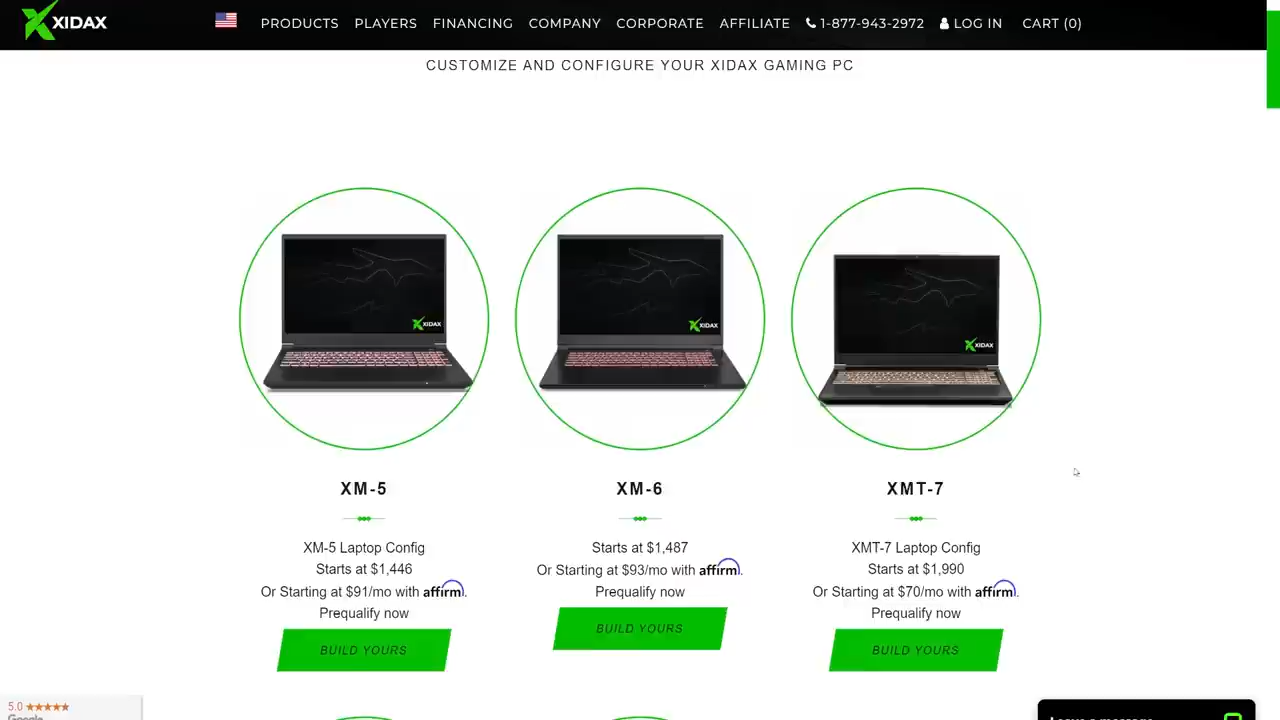 XIDAX
PRODUCTS PLAYERS FINANCING COMPANY CORPORATE AFFILIATE 1-877-943-2972 LOG IN CART (0)
CUSTOMIZE AND CONFIGURE YOUR XIDAX GAMING PC
XIDAX
XIDAX
XIDAX
XM-5
XM-5 Laptop Config
Starts at $1,446
Or Starting at $91/mo with affirm.
Prequalify now
BUILD YOURS
XM-6
Starts at $1,487
Or Starting at $93/mo with affirm.
Prequalify now
BUILD YOURS
XMT-7
XMT-7 Laptop Config
Starts at $1,990
Or Starting at $70/mo with affirm.
Prequalify now
BUILD YOURS
5.0
Google
Leave a message